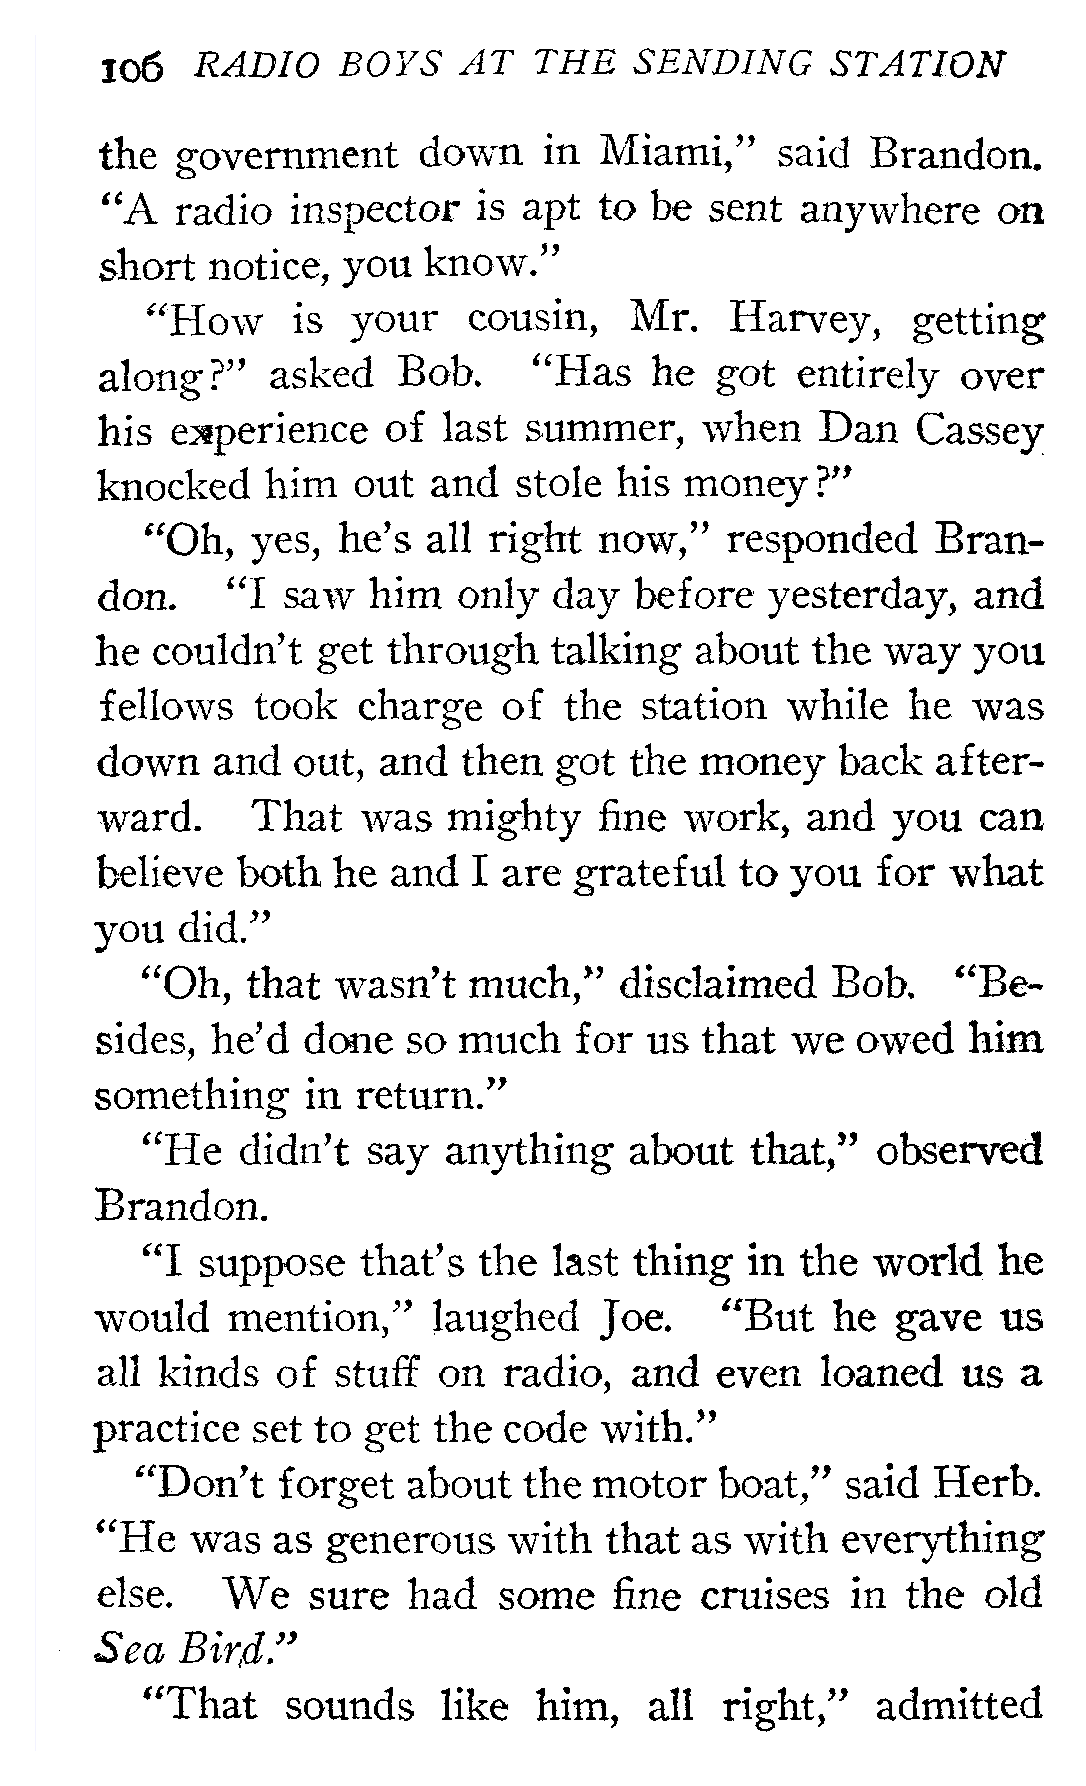 106 RADIO BOYS AT THE SENDING STATION
the government down in Miami,” said Brandon.
“A radio inspector is apt to be sent anywhere on
short notice, you know.”
“How is your cousin, Mr. Harvey, getting
along?” asked Bob. “Has he got entirely over
his experience of last summer, when Dan Cassey
knocked him out and stole his money?”
“Oh, yes, he’s all right now,” responded Bran-
don. “I saw him only day before yesterday, and
he couldn’t get through talking about the way you
fellows took charge of the station while he was
down and out, and then got the money back after-
ward. That was mighty fine work, and you can
believe both he and I are grateful to you for what
you did.”
“Oh, that wasn’t much,” disclaimed Bob. “Be-
sides, he’d done so much for us that we owed him
something in return.”
“He didn’t say anything about that,” observed
Brandon.
“I suppose that’s the last thing in the world he
would mention,” laughed Joe. “But he gave us
all kinds of stuff on radio, and even loaned us a
practice set to get the code with.”
“Don’t forget about the motor boat,” said Herb.
“He was as generous with that as with everything
else. We sure had some fine cruises in the old
Sea Bird.”
“That sounds like him, all right,” admitted